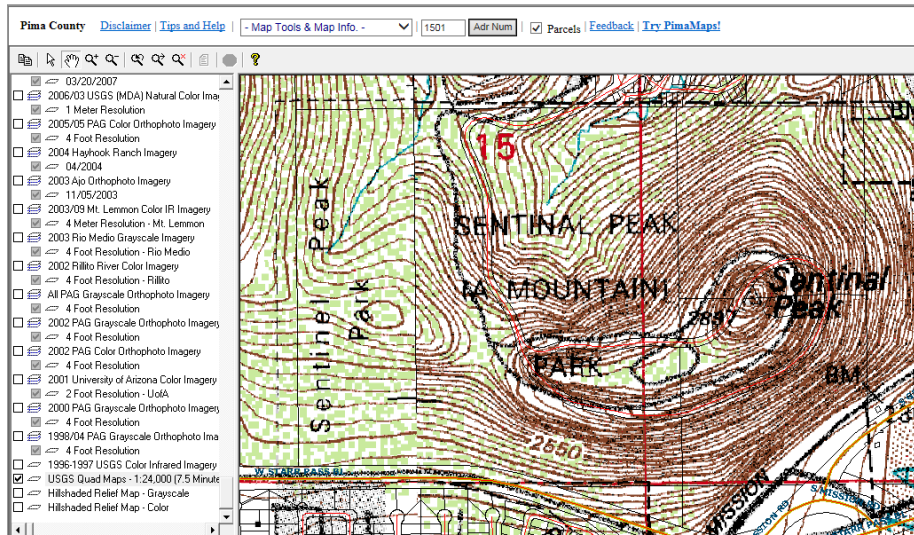 Pima County Disclaimer | Tips and Help | - Map Tools & Map Info. - | 1501 Adr Num | Parcels | Feedback | Try PimaMaps!
03/20/2007
2006/03 USGS (MDA) Natural Color Imag
1 Meter Resolution
2005/05 PAG Color Orthophoto Imagery
4 Foot Resolution
2004 Hayhook Ranch Imagery
04/2004
2003 Ajo Orthophoto Imagery
11/05/2003
2003/09 Mt. Lemmon Color IR Imagery
4 Meter Resolution - Mt. Lemmon
2003 Rio Medio Grayscale Imagery
4 Foot Resolution - Rio Medio
2002 Rillito River Color Imagery
4 Foot Resolution - Rillito
All PAG Grayscale Orthophoto Imagery
4 Foot Resolution
2002 PAG Grayscale Orthophoto Imagery
4 Foot Resolution
2002 PAG Color Orthophoto Imagery
4 Foot Resolution
2001 University of Arizona Color Imagery
2 Foot Resolution - UofA
2000 PAG Grayscale Orthophoto Imagery
4 Foot Resolution
1998/04 PAG Grayscale Orthophoto Ima
4 Foot Resolution
1996-1997 USGS Color Infrared Imagery
USGS Quad Maps - 1:24,000 (7.5 Minute
Hillshaded Relief Map - Grayscale
Hillshaded Relief Map - Color
15
Sentinel Peak
Park
SENTINAL PEAK
(A MOUNTAIN)
PARK
Sentinal
Peak
2897
BM
2650
W STARR PASS BL
MISSION